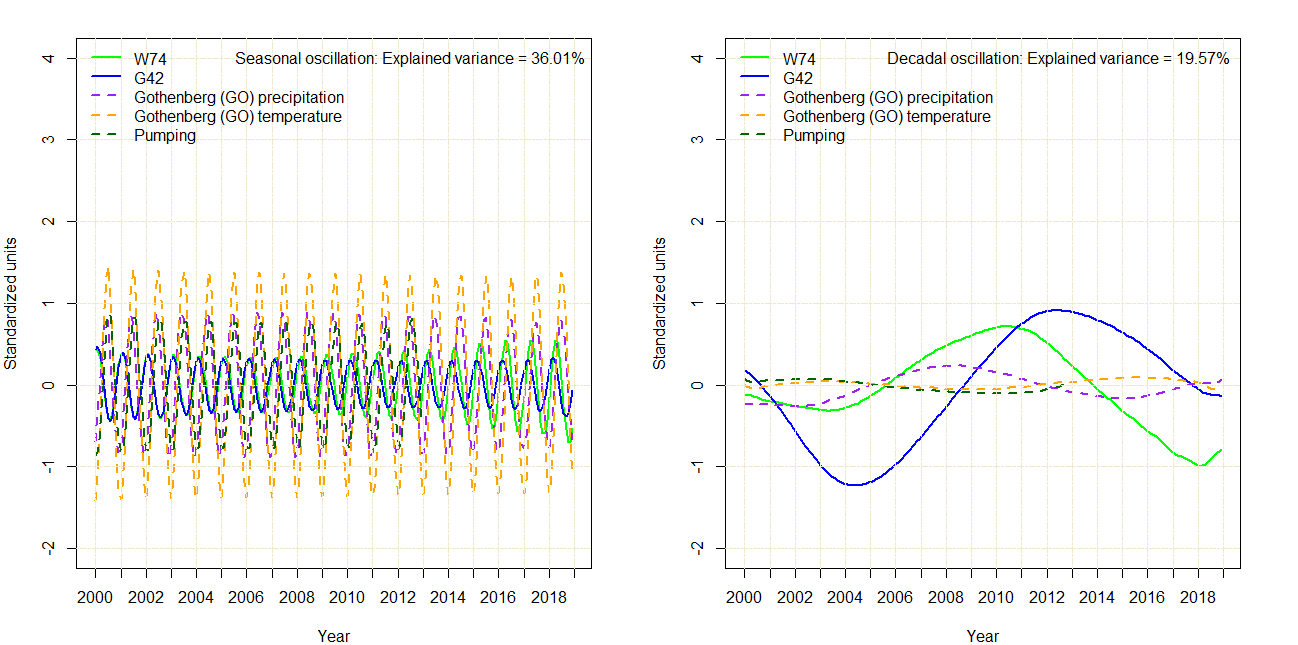 Standardized units
4
3
2
1
0
-1
-2
W74
Seasonal oscillation: Explained variance = 36.01%
G42
Gothenberg (GO) precipitation
Gothenberg (GO) temperature
Pumping
2000 2002 2004 2006 2008 2010 2012 2014 2016 2018
Year
Standardized units
4
3
2
1
0
-1
-2
W74
Decadal oscillation: Explained variance = 19.57%
G42
Gothenberg (GO) precipitation
Gothenberg (GO) temperature
Pumping
2000 2002 2004 2006 2008 2010 2012 2014 2016 2018
Year